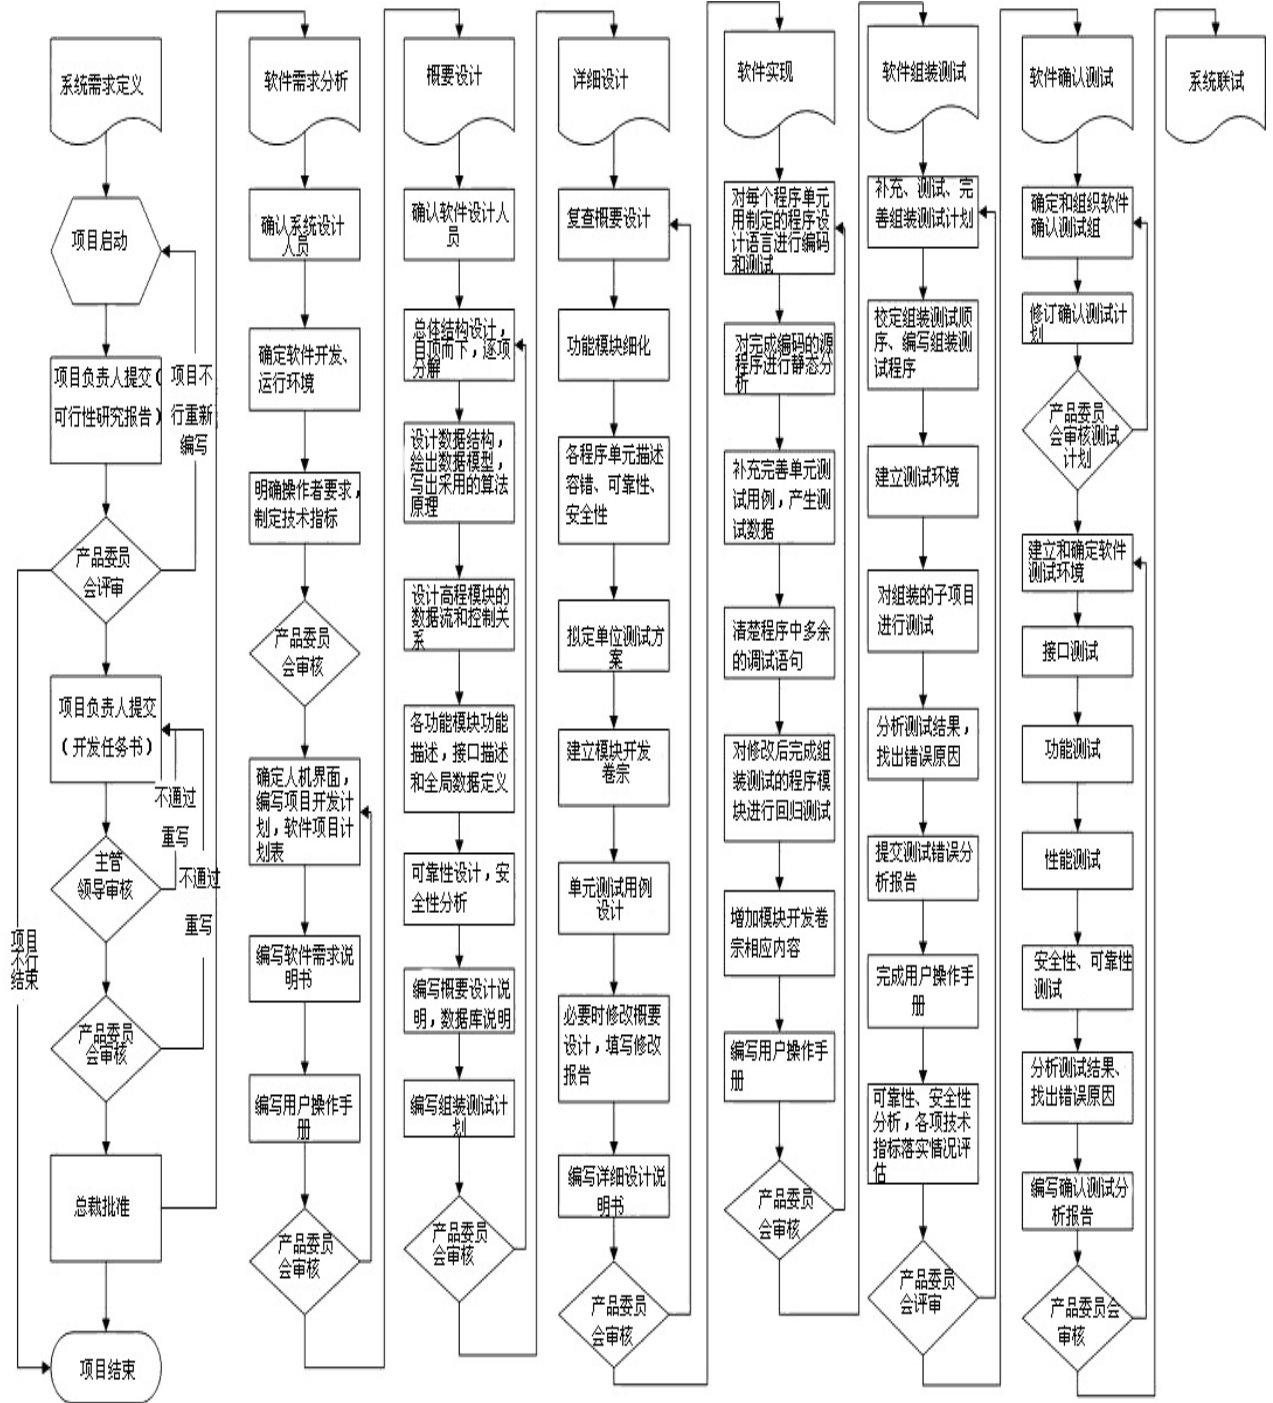 系统需求定义
项目启动
项目负责人提交(
可行性研究报告)
项目不
行重新
编写
产品委员
会评审
项目负责人提交
(开发任务书)
不通过
重写
主管
领导审核
不通过
重写
项目
不行
结束
产品委员
会审核
总裁批准
项目结束
软件需求分析
确认系统设计
人员
确定软件开发、
运行环境
明确操作者要求,
制定技术指标
产品委员
会审核
确定人机界面,
编写项目开发计
划,软件项目计
划表
编写软件需求说
明书
编写用户操作手
册
产品委员
会审核
概要设计
确认软件设计人
员
总体结构设计,
自顶而下,逐项
分解
设计数据结构,
绘出数据模型,
写出采用的算法
原理
设计高程模块的
数据流和控制关
系
各功能模块功能
描述,接口描述
和全局数据定义
可靠性设计,安
全性分析
编写概要设计说
明,数据库说明
编写组装测试计
划
产品委员
会审核
详细设计
复查概要设计
功能模块细化
各程序单元描述
容错、可靠性、
安全性
拟定单位测试方
案
建立模块开发
卷宗
单元测试用例
设计
必要时修改概要
设计,填写修改
报告
编写详细设计说
明书
产品委员
会审核
软件实现
对每个程序单元
用制定的程序设
计语言进行编码
和测试
对完成编码的源
程序进行静态分
析
补充完善单元测
试用例,产生测
试数据
清楚程序中多余
的调试语句
对修改后完成组
装测试的程序模
块进行回归测试
增加模块开发卷
宗相应内容
编写用户操作手
册
产品委员
会审核
软件组装测试
补充、测试、完
善组装测试计划
校定组装测试顺
序、编写组装测
试程序
建立测试环境
对组装的子项目
进行测试
分析测试结果,
找出错误原因
提交测试错误分
析报告
完成用户操作手
册
可靠性、安全性
分析,各项技术
指标落实情况评
估
产品委员
会评审
软件确认测试
确定和组织软件
确认测试组
修订确认测试计
划
产品委员
会审核测试
计划
建立和确定软件
测试环境
接口测试
功能测试
性能测试
安全性、可靠性
测试
分析测试结果、
找出错误原因
编写确认测试分
析报告
产品委员会
审核
系统联试